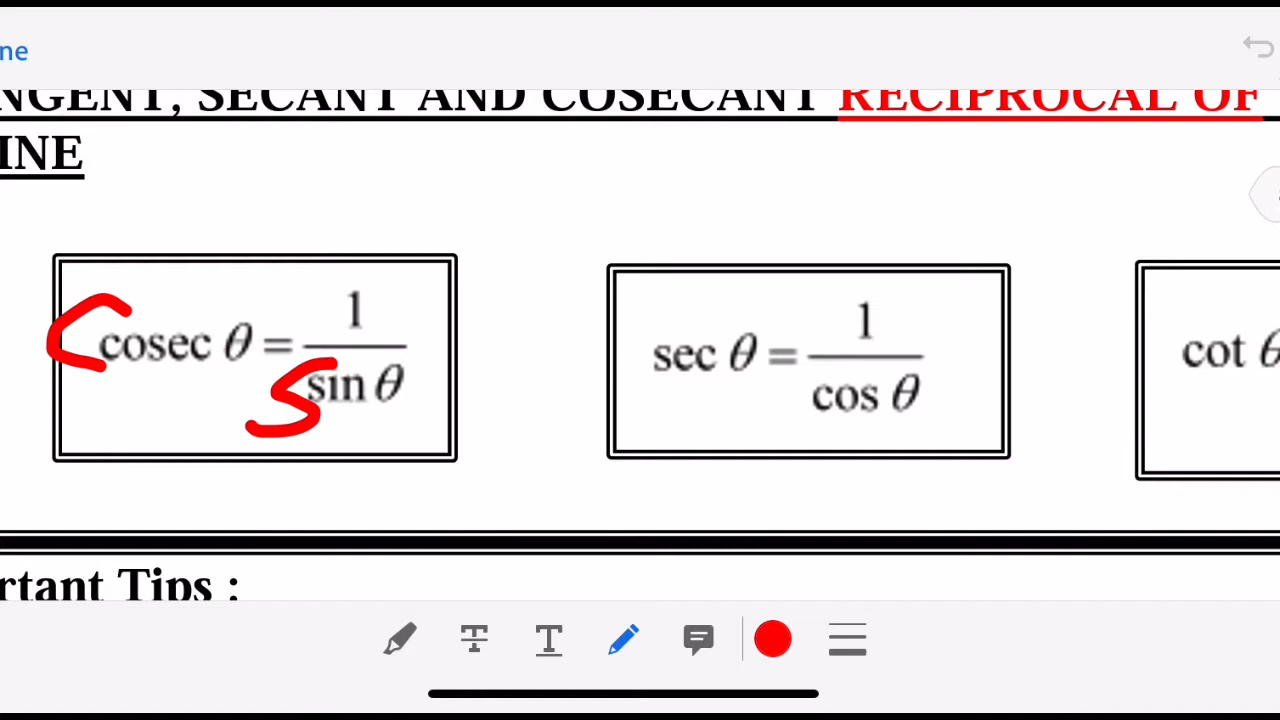 ne
NGENT, SECANT AND COSECANT RECIPROCAL OF
INE
C cosec θ = 1 / sin θ S
sec θ = 1 / cos θ
cot θ
rtant Tips :